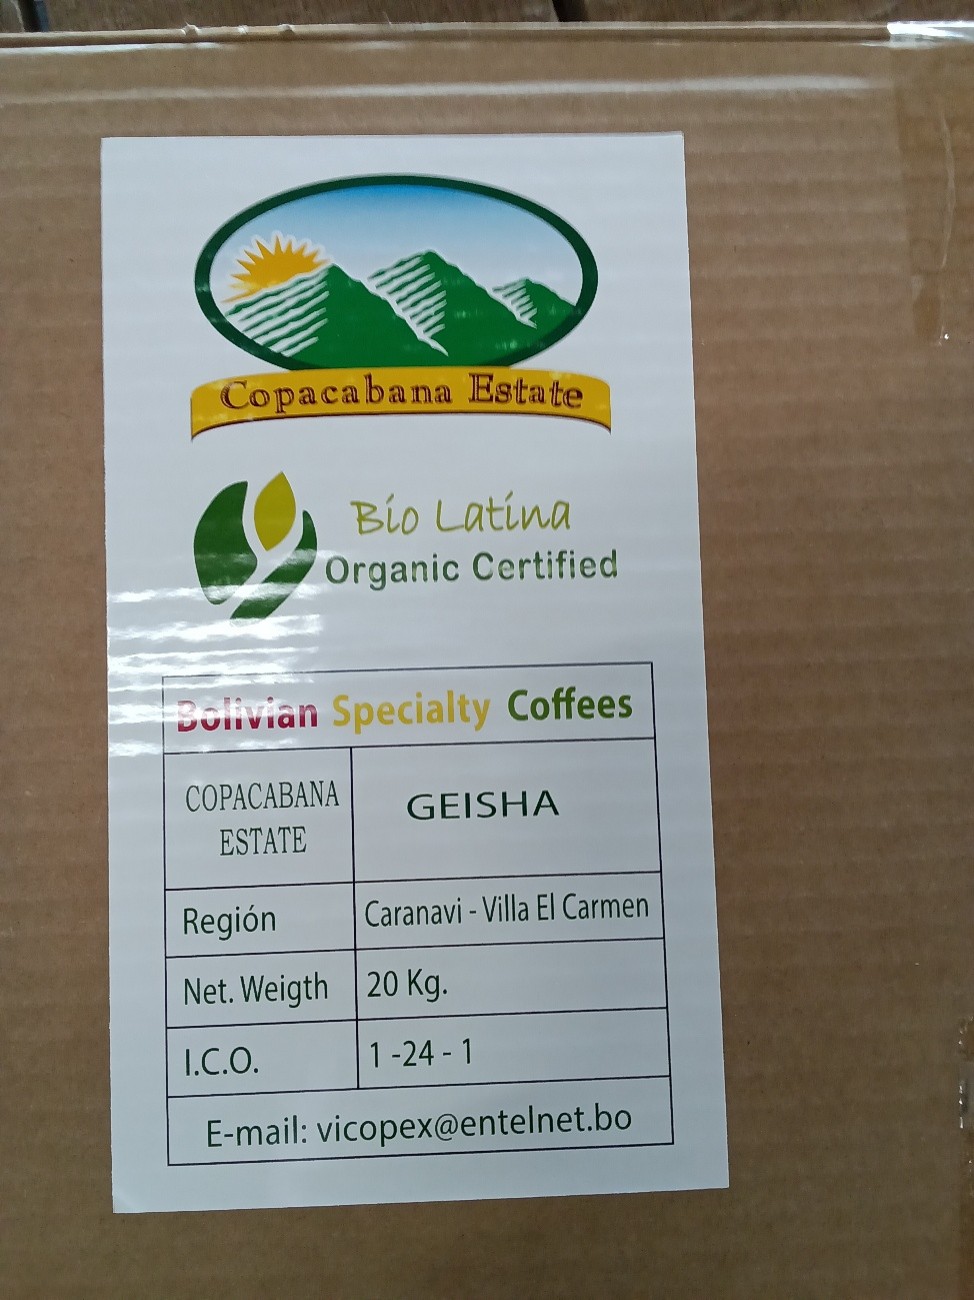 Copacabana Estate
Bio Latina
Organic Certified
Bolivian Specialty Coffees
COPACABANA
ESTATE
GEISHA
Región
Caranavi - Villa El Carmen
Net. Weigth
20 Kg.
I.C.O.
1 -24 - 1
E-mail: vicopex@entelnet.bo